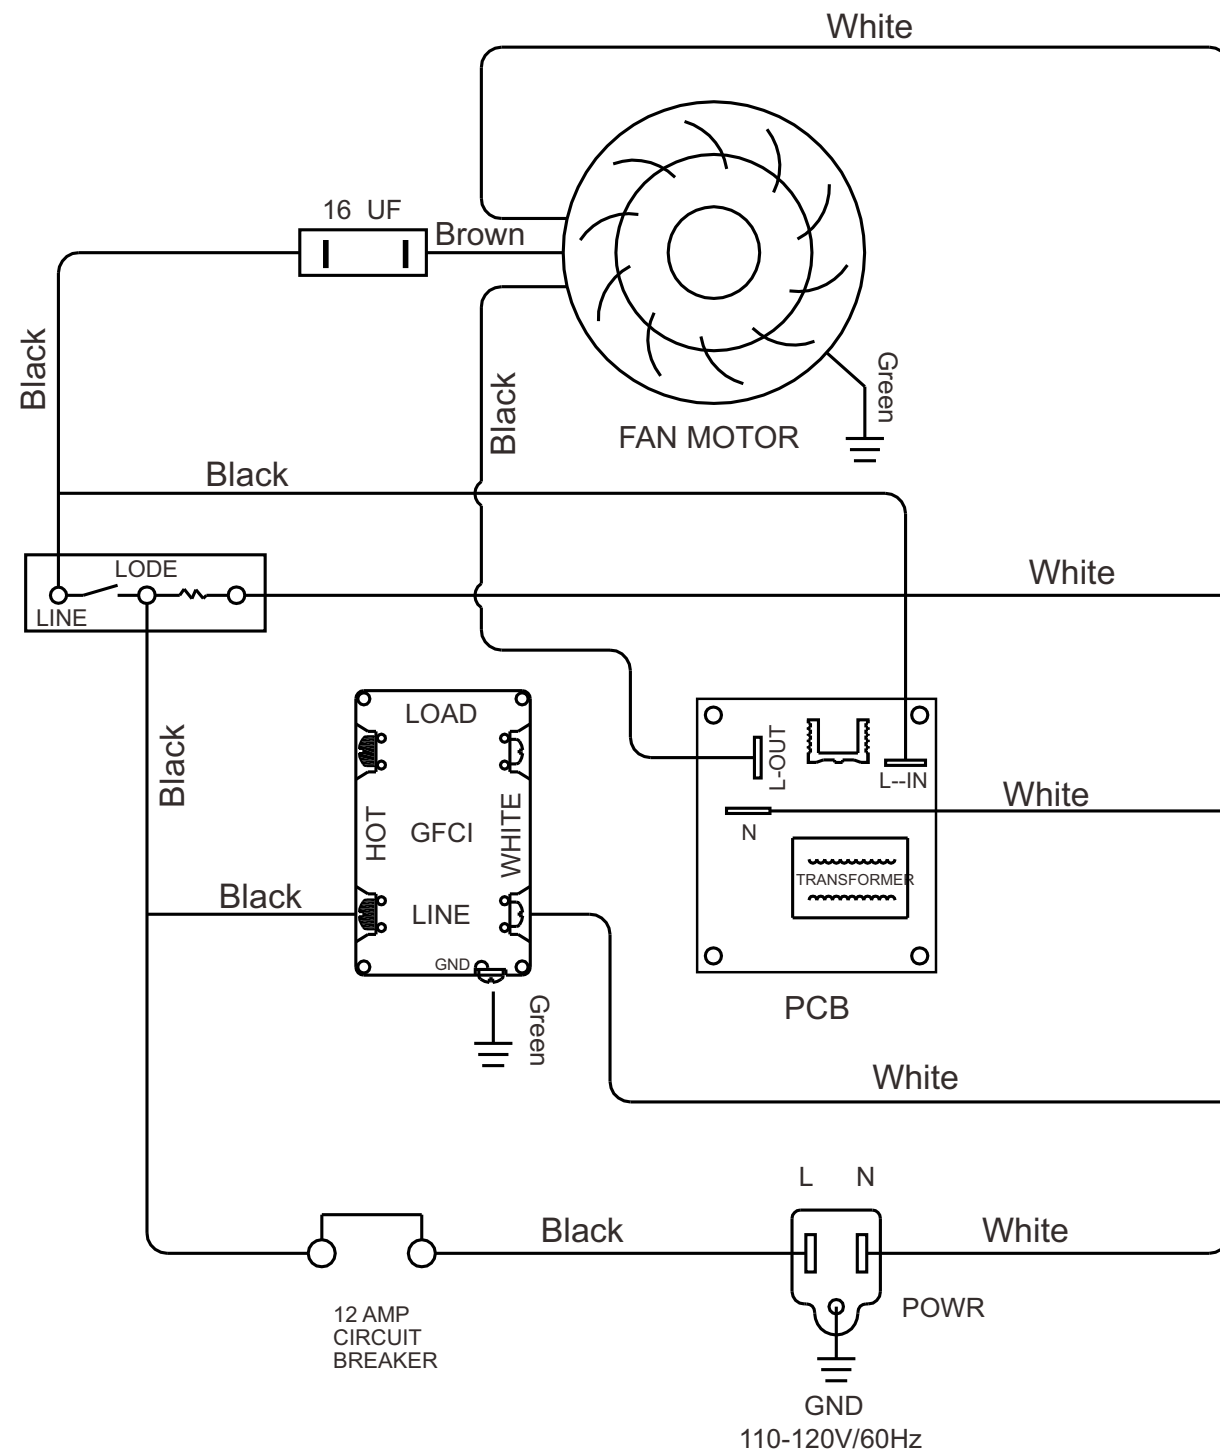 White
16 UF
Brown
Black
Black
Green
FAN MOTOR
Black
LODE
LINE
White
Black
LOAD
HOT
GFCI
WHITE
LINE
GND
Black
Green
L-OUT
L--IN
N
White
TRANSFORMER
PCB
White
L N
Black
White
12 AMP
CIRCUIT
BREAKER
POWR
GND
110-120V/60Hz